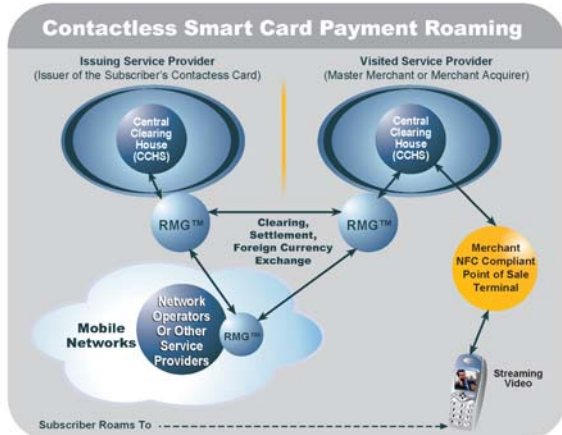 Contactless Smart Card Payment Roaming
Issuing Service Provider
(Issuer of the Subscriber's Contactess Card)
Visited Service Provider
(Master Merchant or Merchant Acquirer)
Central
Clearing
House
(CCHS)
Central
Clearing
House
(CCHS)
RMG™
Clearing,
Settlement,
Foreign Currency
Exchange
RMG™
Merchant
NFC Compliant
Point of Sale
Terminal
Mobile
Networks
Network
Operators
Or Other
Service
Providers
RMG™
Streaming
Video
Subscriber Roams To